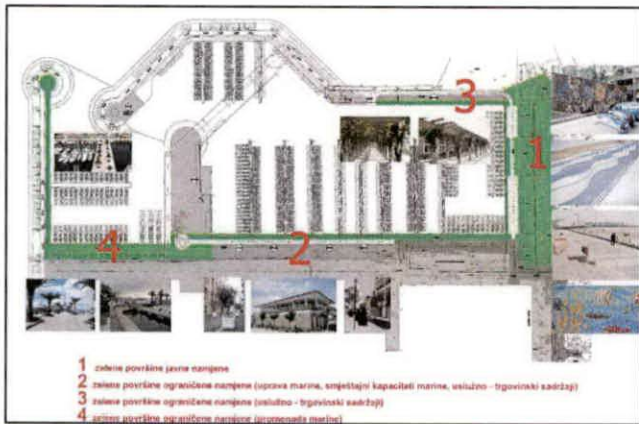 3
1
2
4
1 zelene površine javne namjene
2 zelene površine ograničene namjene (uprava marine, smještajni kapaciteti marine, uslužno - trgovinski sadržaji)
3 zelene površine ograničene namjene (uslužno - trgovinski sadržaji)
4 zelene površine ograničene namjene (promenada marine)